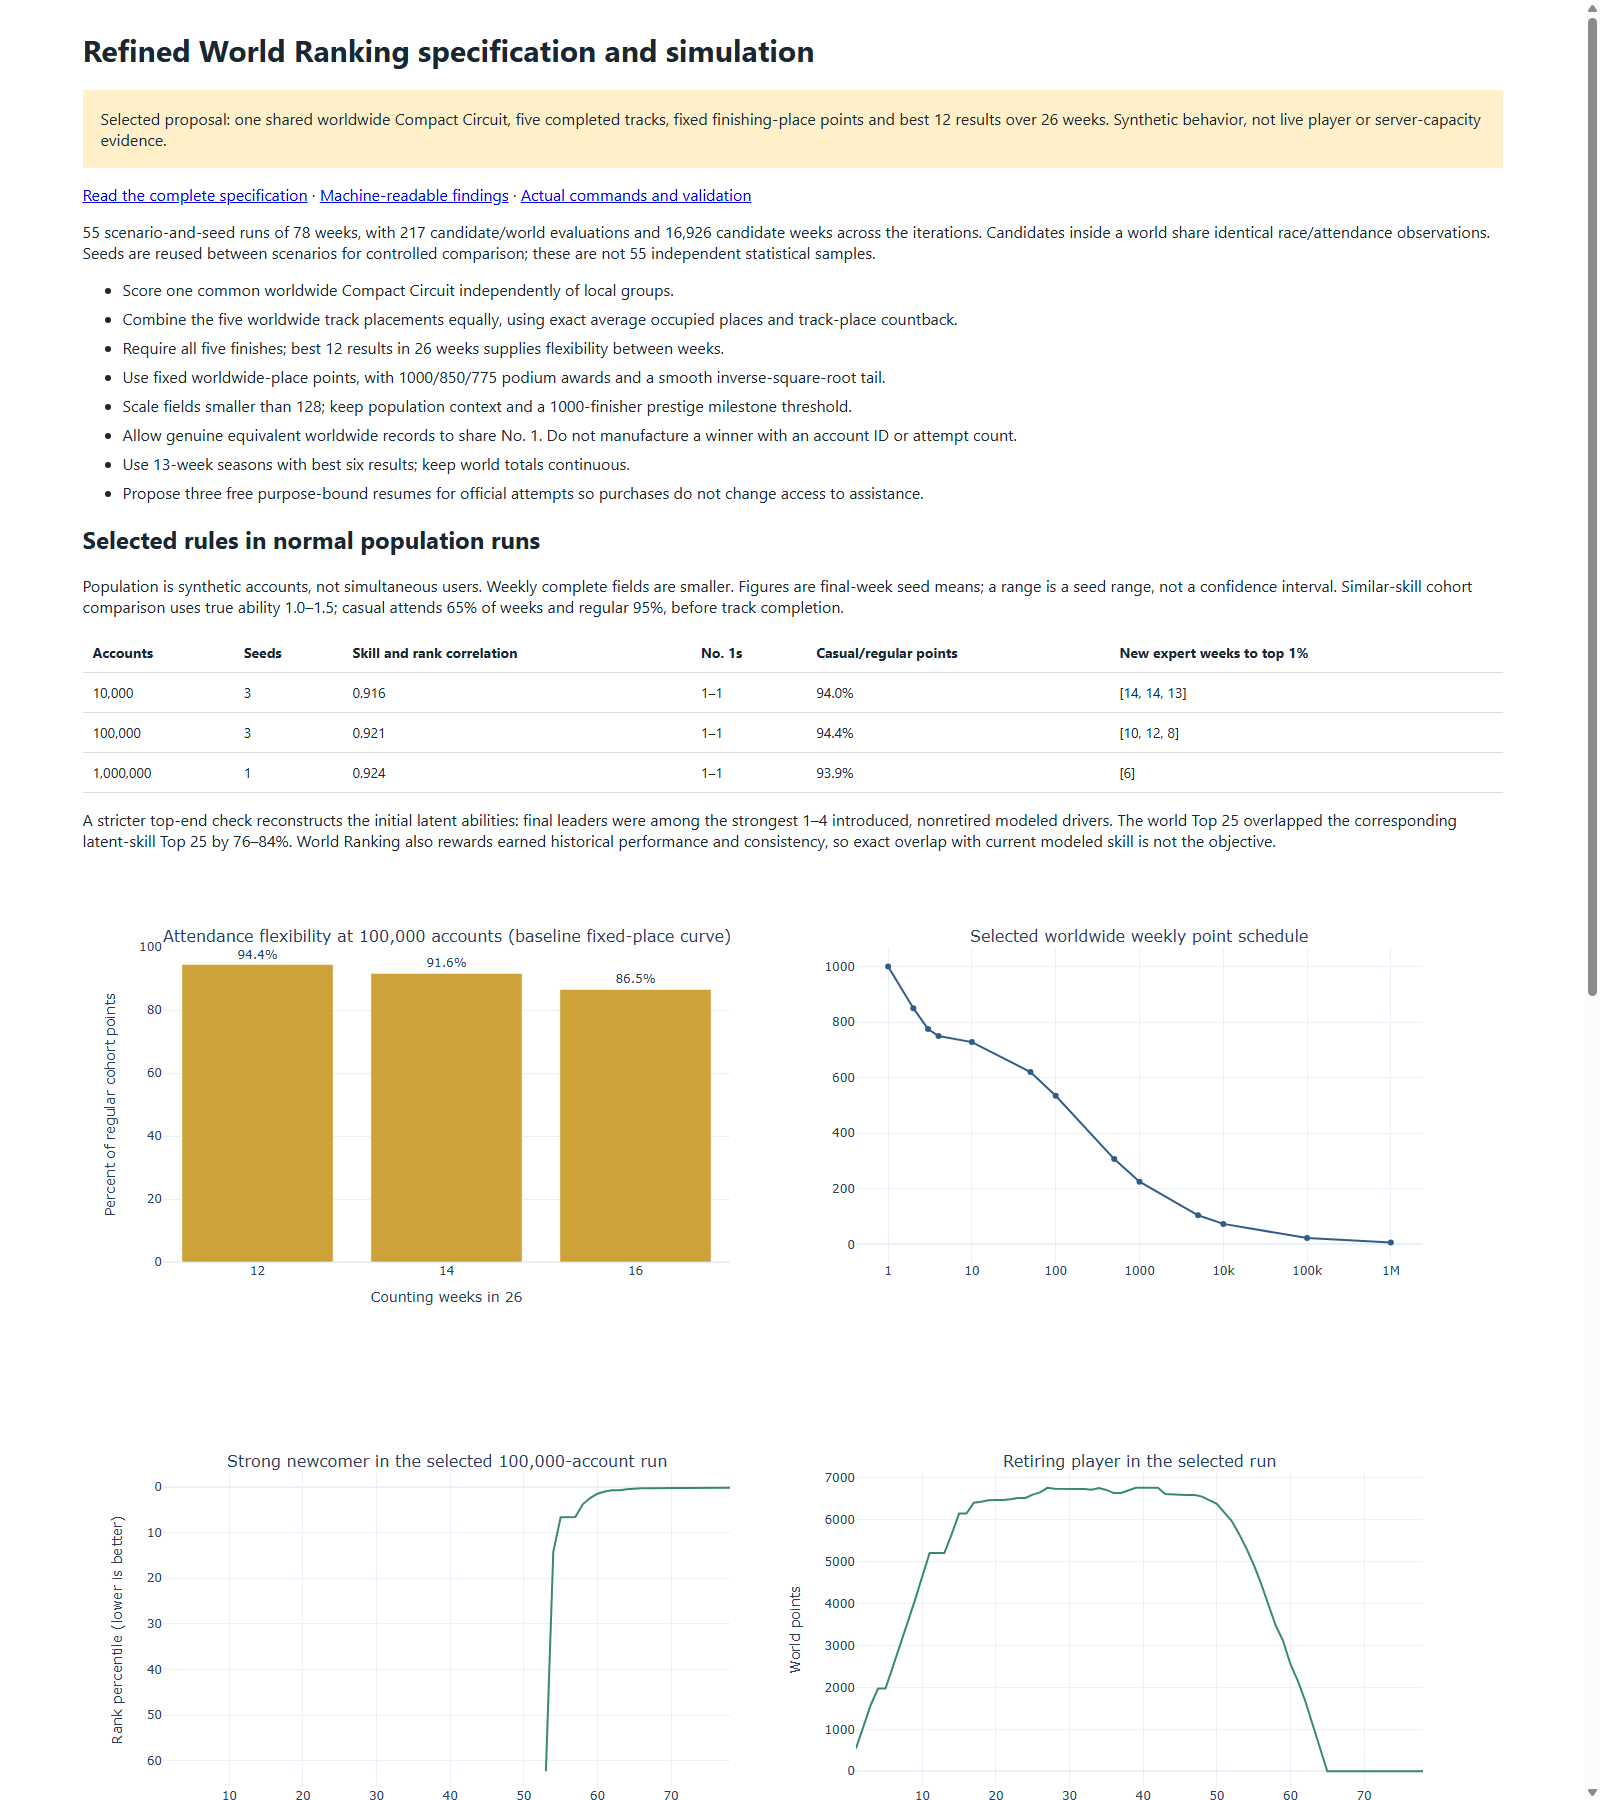 Refined World Ranking specification and simulation
Selected proposal: one shared worldwide Compact Circuit, five completed tracks, fixed finishing-place points and best 12 results over 26 weeks. Synthetic behavior, not live player or server-capacity
evidence.
Read the complete specification · Machine-readable findings · Actual commands and validation
55 scenario-and-seed runs of 78 weeks, with 217 candidate/world evaluations and 16,926 candidate weeks across the iterations. Candidates inside a world share identical race/attendance observations.
Seeds are reused between scenarios for controlled comparison; these are not 55 independent statistical samples.
• Score one common worldwide Compact Circuit independently of local groups.
• Combine the five worldwide track placements equally, using exact average occupied places and track-place countback.
• Require all five finishes; best 12 results in 26 weeks supplies flexibility between weeks.
• Use fixed worldwide-place points, with 1000/850/775 podium awards and a smooth inverse-square-root tail.
• Scale fields smaller than 128; keep population context and a 1000-finisher prestige milestone threshold.
• Allow genuine equivalent worldwide records to share No. 1. Do not manufacture a winner with an account ID or attempt count.
• Use 13-week seasons with best six results; keep world totals continuous.
• Propose three free purpose-bound resumes for official attempts so purchases do not change access to assistance.
Selected rules in normal population runs
Population is synthetic accounts, not simultaneous users. Weekly complete fields are smaller. Figures are final-week seed means; a range is a seed range, not a confidence interval. Similar-skill cohort
comparison uses true ability 1.0–1.5; casual attends 65% of weeks and regular 95%, before track completion.
Accounts Seeds Skill and rank correlation No. 1s Casual/regular points New expert weeks to top 1%
10,000 3 0.916 1–1 94.0% [14, 14, 13]
100,000 3 0.921 1–1 94.4% [10, 12, 8]
1,000,000 1 0.924 1–1 93.9% [6]
A stricter top-end check reconstructs the initial latent abilities: final leaders were among the strongest 1–4 introduced, nonretired modeled drivers. The world Top 25 overlapped the corresponding
latent-skill Top 25 by 76–84%. World Ranking also rewards earned historical performance and consistency, so exact overlap with current modeled skill is not the objective.
Attendance flexibility at 100,000 accounts (baseline fixed-place curve)
100
80
60
40
20
0
Percent of regular cohort points
94.4%
91.6%
86.5%
12 14 16
Counting weeks in 26
Selected worldwide weekly point schedule
1000
800
600
400
200
0
1 10 100 1000 10k 100k 1M
Strong newcomer in the selected 100,000-account run
0
10
20
30
40
50
60
Rank percentile (lower is better)
10 20 30 40 50 60 70
Retiring player in the selected run
7000
6000
5000
4000
3000
2000
1000
0
World points
10 20 30 40 50 60 70